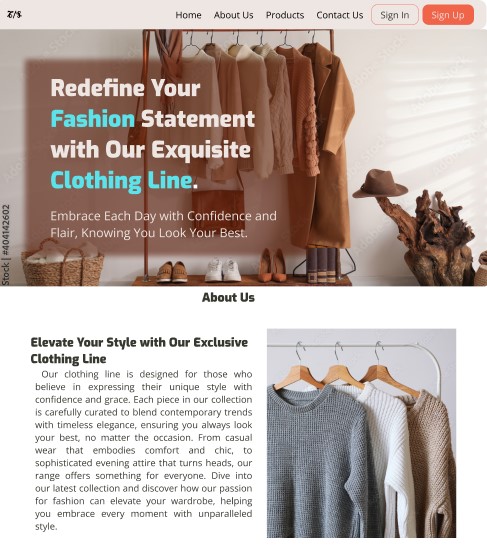 Home About Us Products Contact Us Sign In Sign Up
Redefine Your
Fashion Statement
with Our Exquisite
Clothing Line.
Embrace Each Day with Confidence and
Flair, Knowing You Look Your Best.
Stock | #404142602
About Us
Elevate Your Style with Our Exclusive
Clothing Line
Our clothing line is designed for those who
believe in expressing their unique style with
confidence and grace. Each piece in our collection
is carefully curated to blend contemporary trends
with timeless elegance, ensuring you always look
your best, no matter the occasion. From casual
wear that embodies comfort and chic, to
sophisticated evening attire that turns heads, our
range offers something for everyone. Dive into
our latest collection and discover how our passion
for fashion can elevate your wardrobe, helping
you embrace every moment with unparalleled
style.